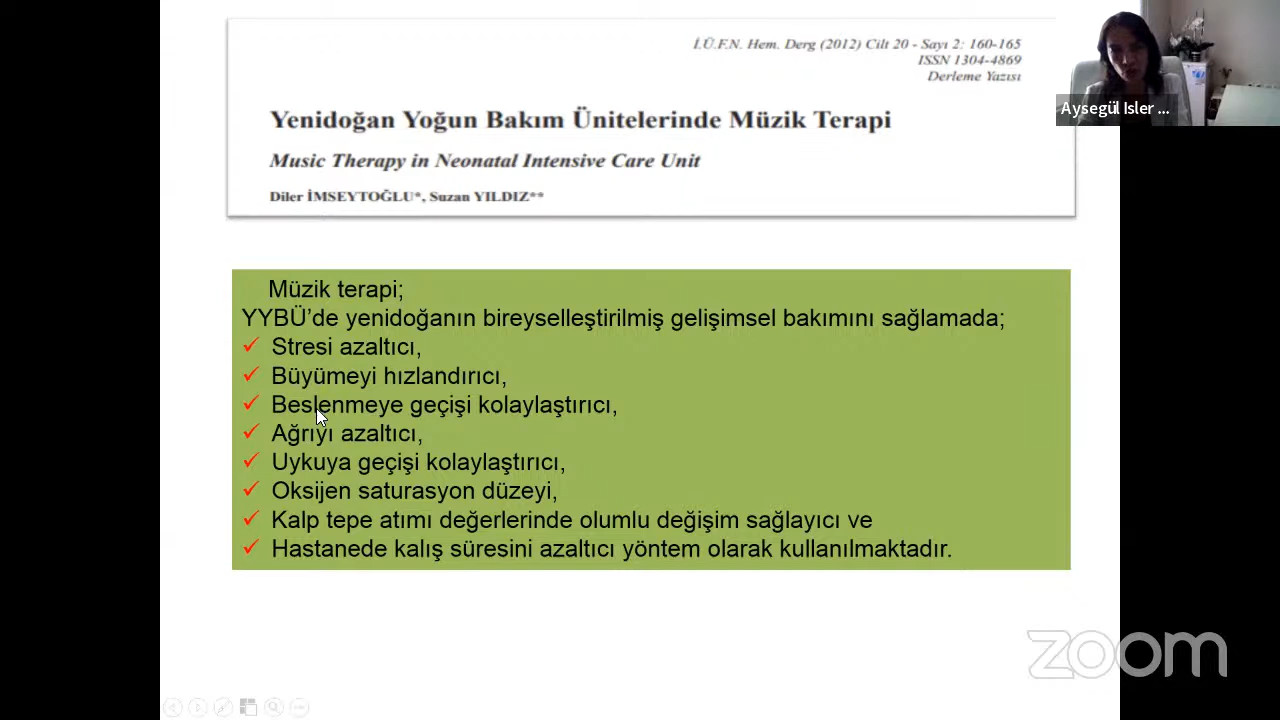 İ.Ü.F.N. Hem. Derg (2012) Cilt 20 - Sayı 2: 160-165
ISSN 1304-4869
Derleme Yazısı
Aysegül Isler ...
Yenidoğan Yoğun Bakım Ünitelerinde Müzik Terapi
Music Therapy in Neonatal Intensive Care Unit
Diler İMSEYTOĞLU*, Suzan YILDIZ**
Müzik terapi;
YYBÜ’de yenidoğanın bireyselleştirilmiş gelişimsel bakımını sağlamada;
✓ Stresi azaltıcı,
✓ Büyümeyi hızlandırıcı,
✓ Beslenmeye geçişi kolaylaştırıcı,
✓ Ağrıyı azaltıcı,
✓ Uykuya geçişi kolaylaştırıcı,
✓ Oksijen saturasyon düzeyi,
✓ Kalp tepe atımı değerlerinde olumlu değişim sağlayıcı ve
✓ Hastanede kalış süresini azaltıcı yöntem olarak kullanılmaktadır.
zoom